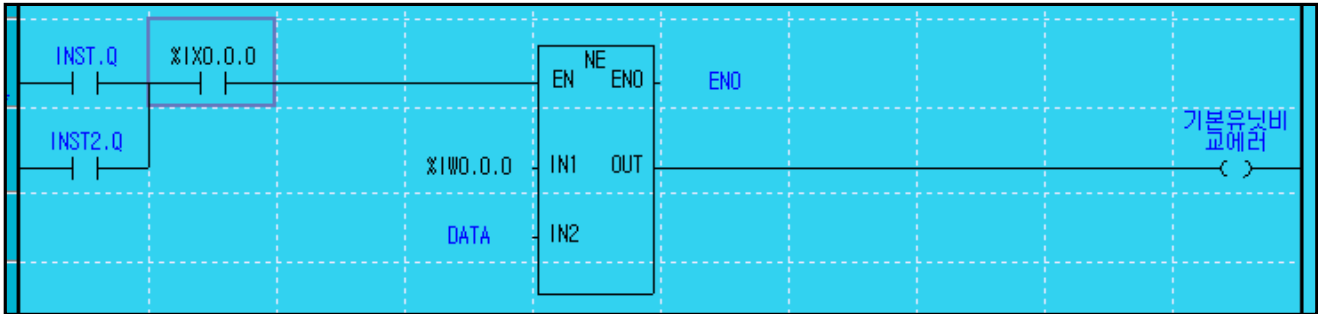 INST.Q %IX0.0.0
NE
EN ENO ENO
기본유닛비
교에러
INST2.Q
%IW0.0.0 IN1 OUT
DATA IN2